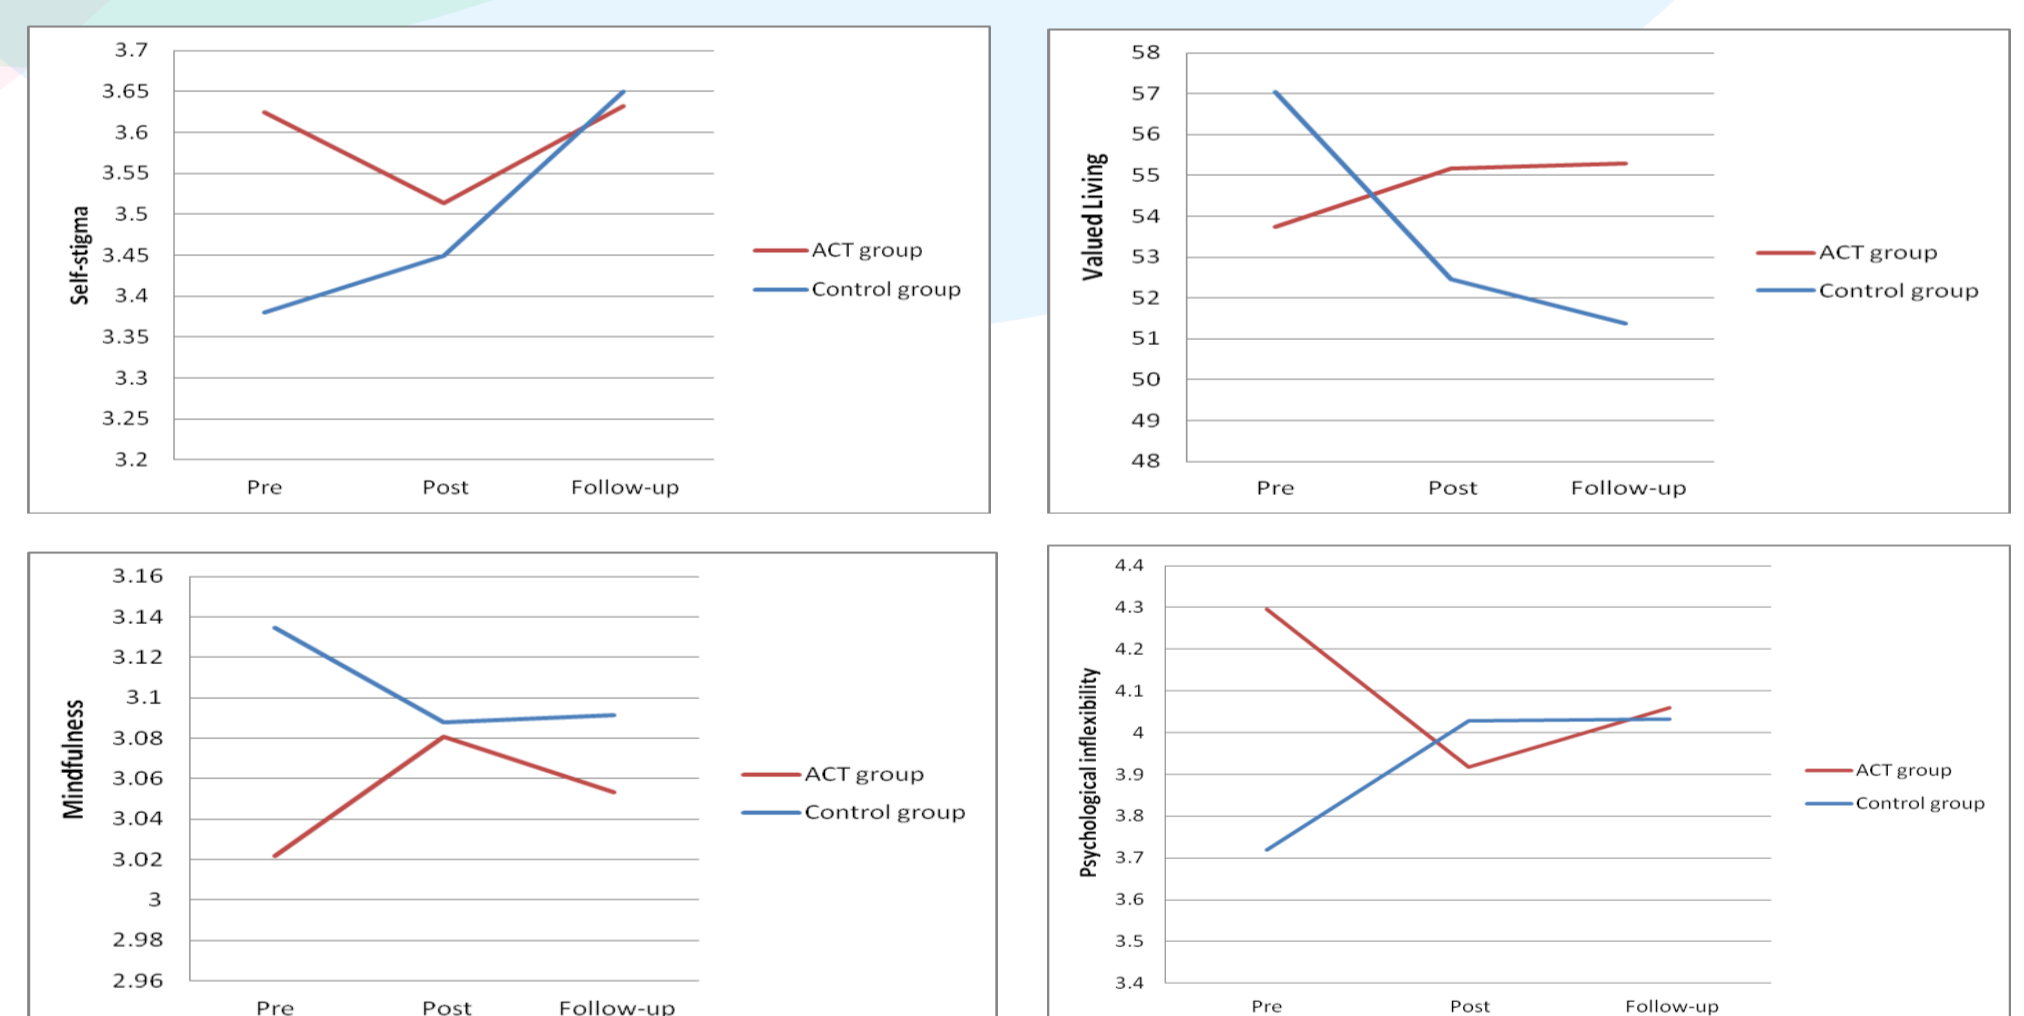 3.7
3.65
3.6
3.55
3.5
3.45
3.4
3.35
3.3
3.25
3.2
Self-stigma
Pre Post Follow-up
ACT group
Control group
58
57
56
55
54
53
52
51
50
49
48
Valued Living
Pre Post Follow-up
ACT group
Control group
3.16
3.14
3.12
3.1
3.08
3.06
3.04
3.02
3
2.98
2.96
Mindfulness
Pre Post Follow-up
ACT group
Control group
4.4
4.3
4.2
4.1
4
3.9
3.8
3.7
3.6
3.5
3.4
Psychological inflexibility
Pre Post Follow-up
ACT group
Control group